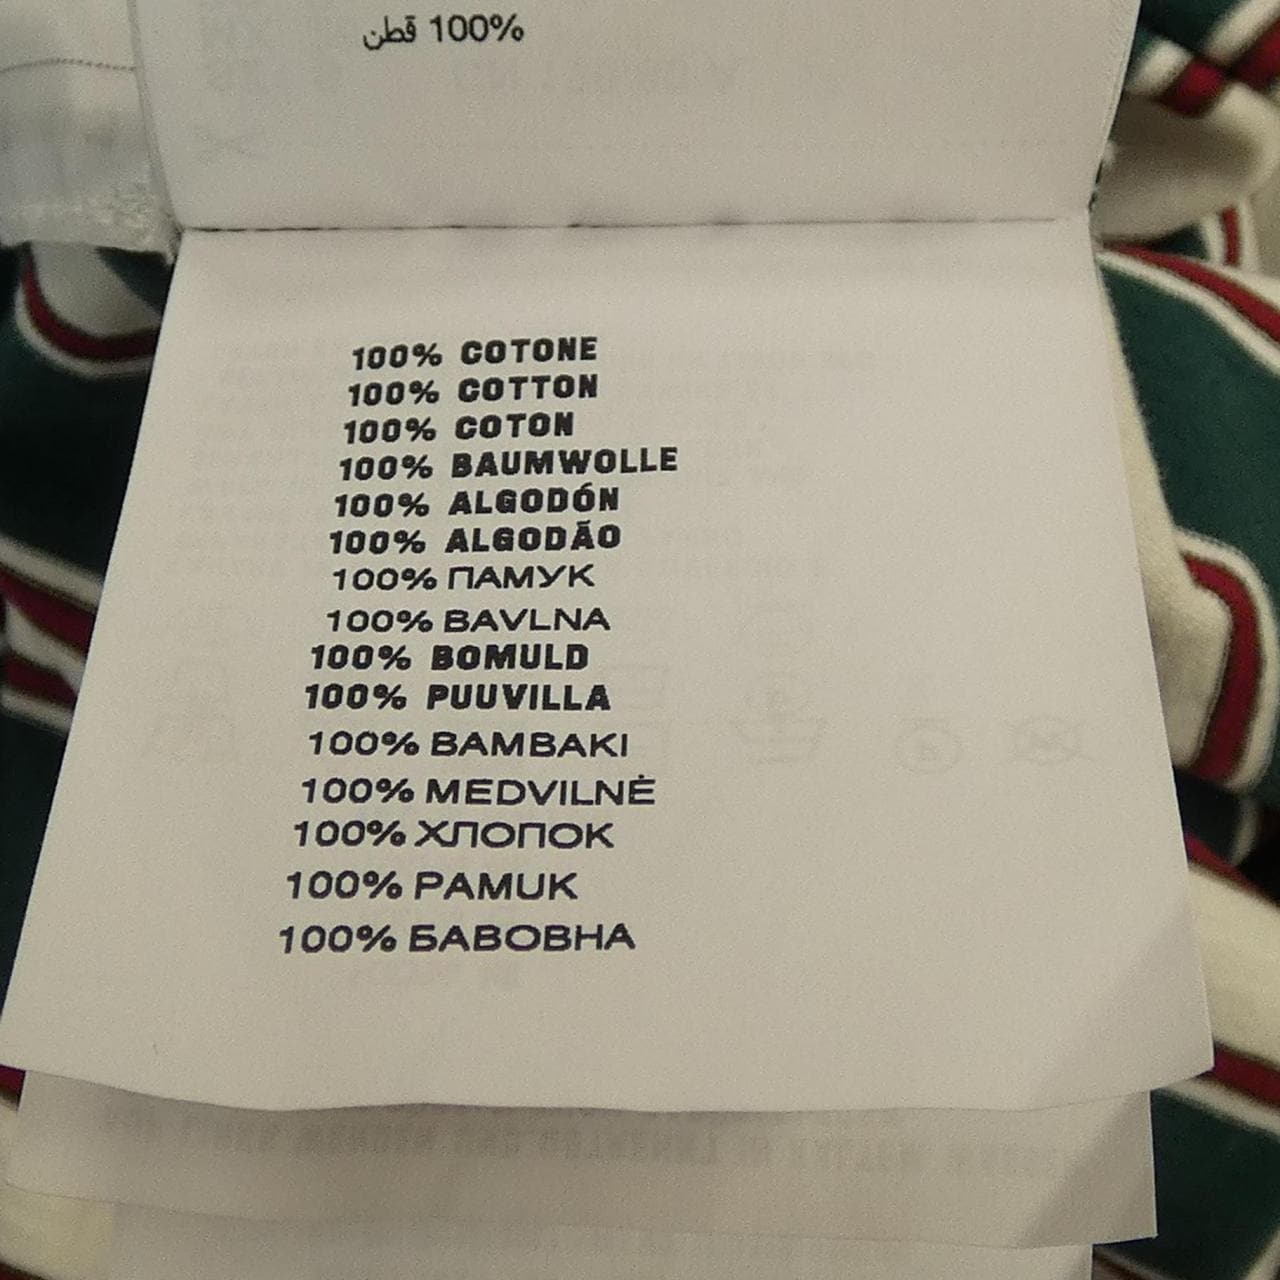 100% قطن
100% COTONE
100% COTTON
100% COTON
100% BAUMWOLLE
100% ALGODÓN
100% ALGODÃO
100% ПАМУК
100% BAVLNA
100% BOMULD
100% PUUVILLA
100% BAMBAKI
100% MEDVILNĖ
100% ХЛОПОК
100% PAMUK
100% БАВОВНА